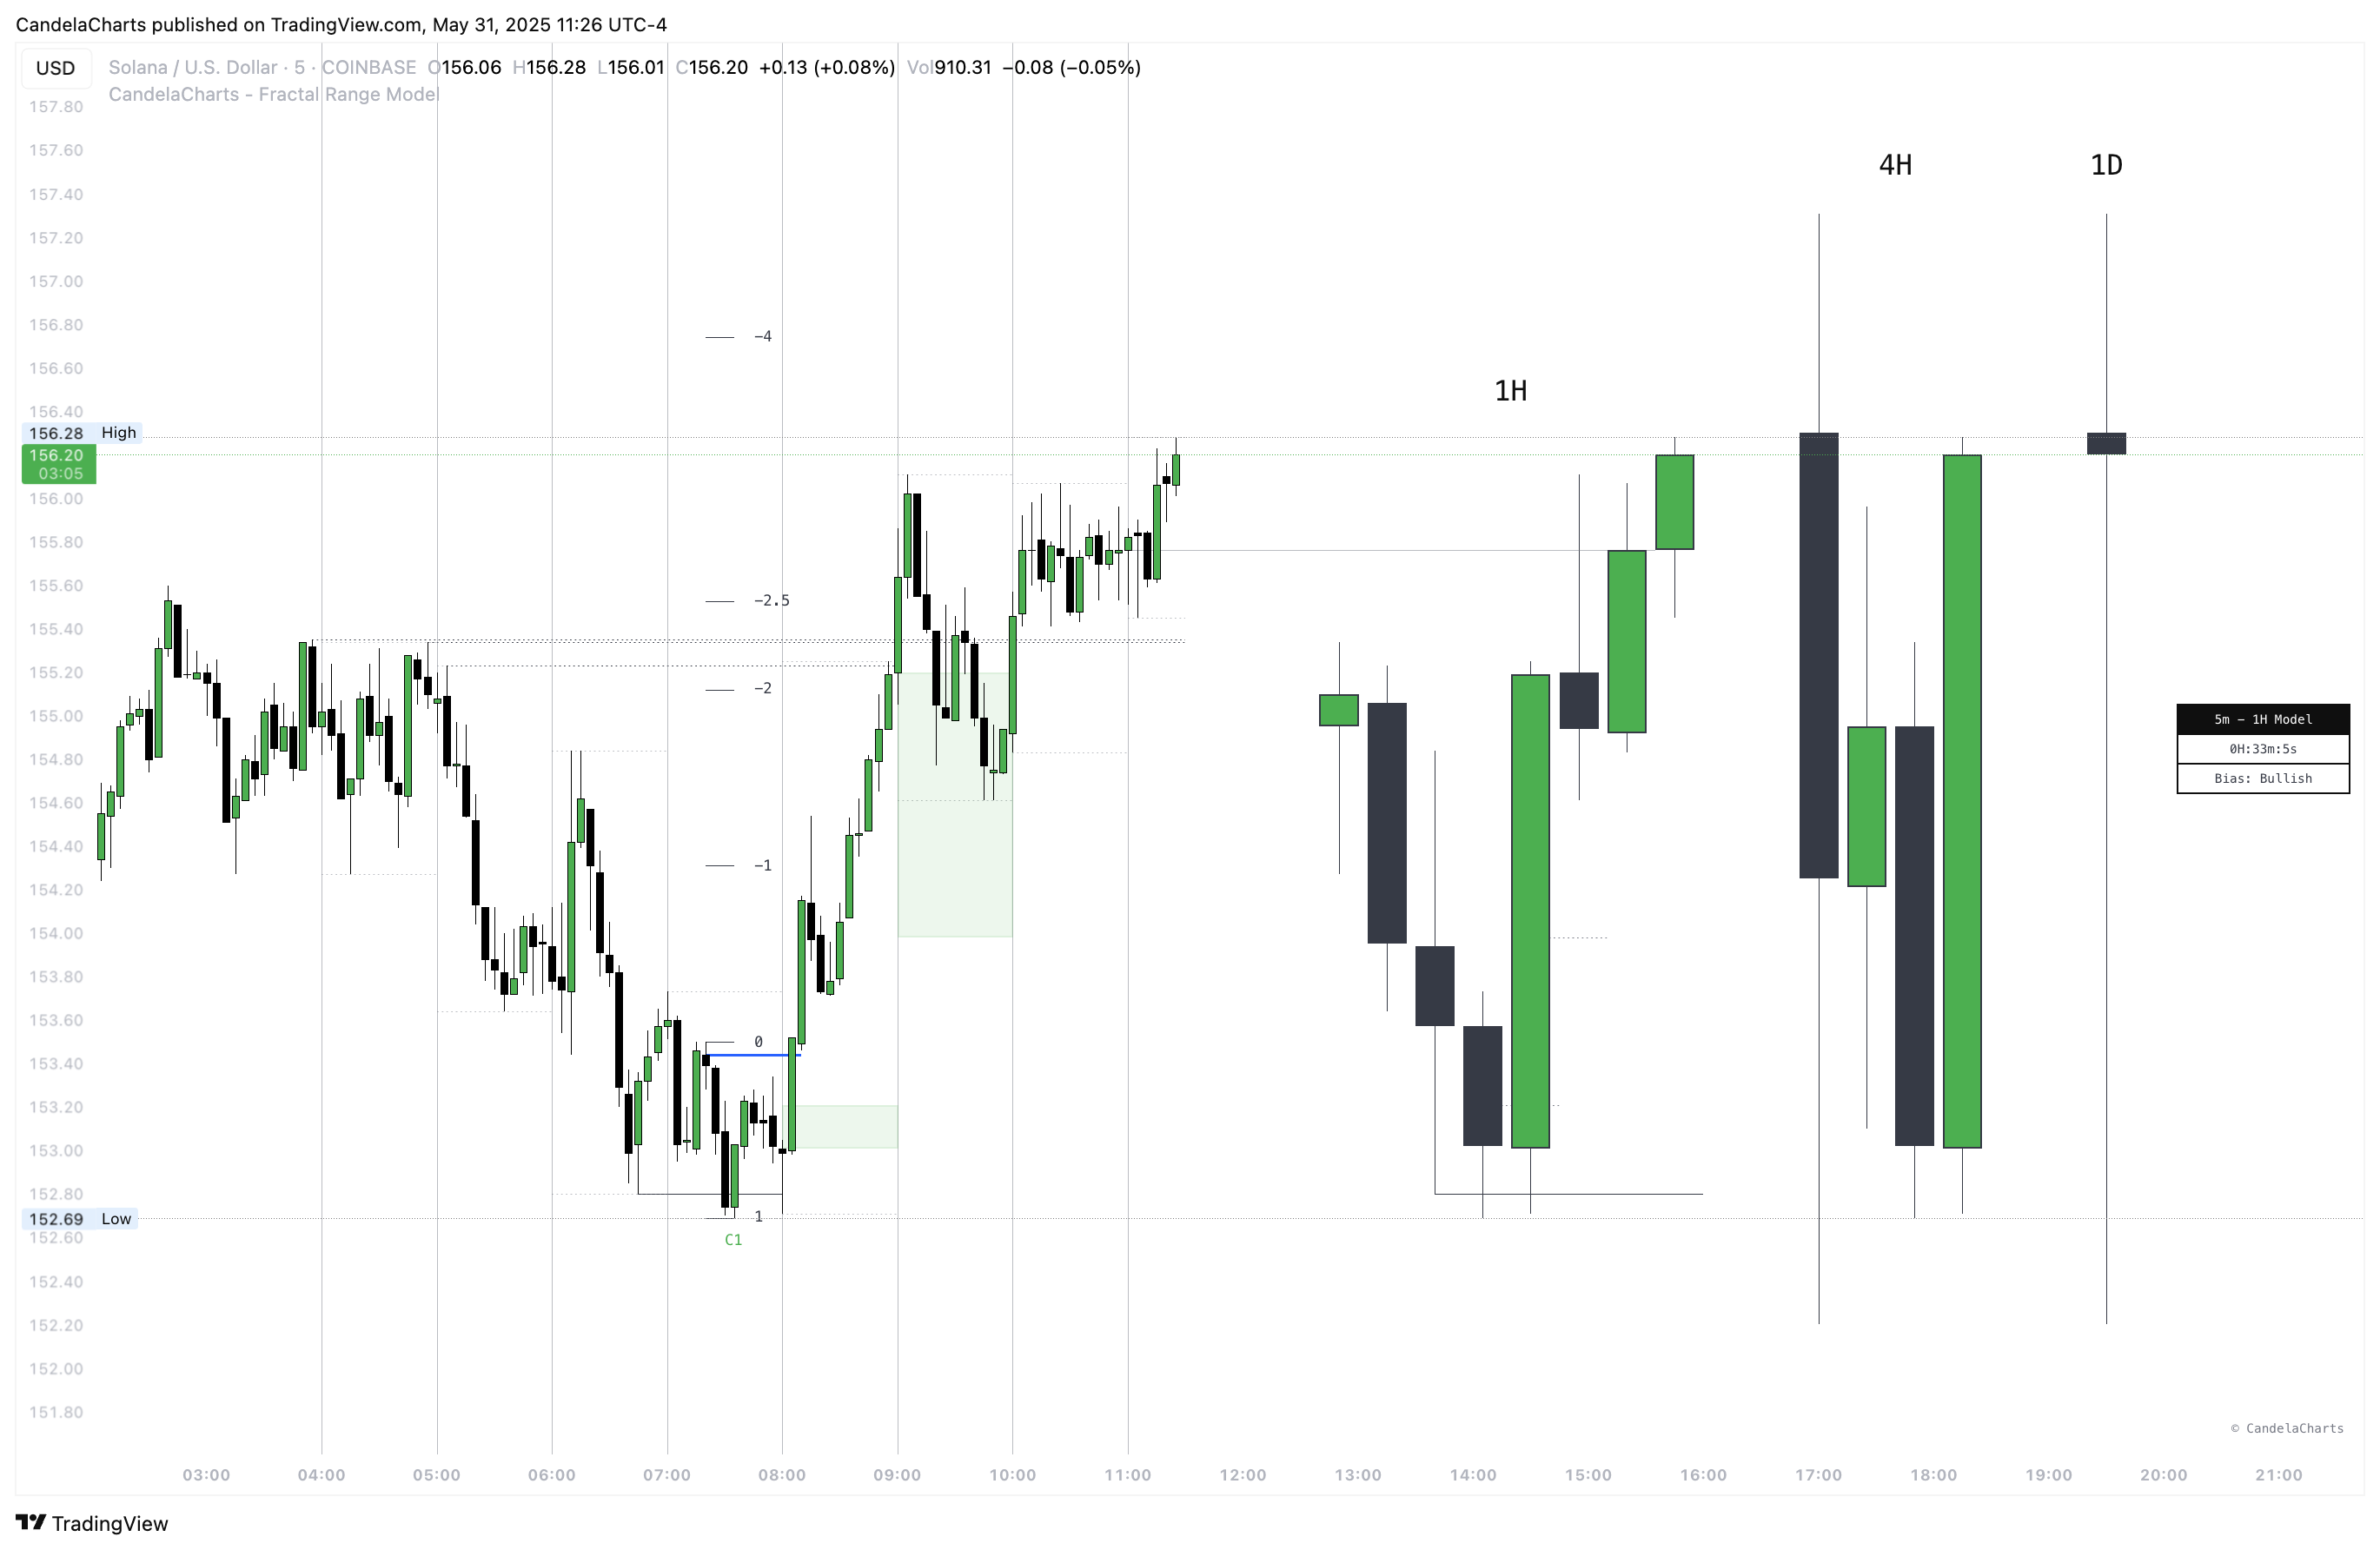 CandelaCharts published on TradingView.com, May 31, 2025 11:26 UTC-4
USD Solana / U.S. Dollar · 5 · COINBASE O156.06 H156.28 L156.01 C156.20 +0.13 (+0.08%) Vol910.31 −0.08 (−0.05%)
CandelaCharts - Fractal Range Model
157.80
157.60
4H 1D
157.40
157.20
157.00
156.80
−4
156.60
1H
156.40
156.28 High
156.20
03:05
156.00
155.80
155.60
−2.5
155.40
155.20
−2
155.00
5m − 1H Model
0H:33m:5s
Bias: Bullish
154.80
154.60
154.40
−1
154.20
154.00
153.80
153.60
0
153.40
153.20
153.00
152.80
152.69 Low
1
152.60
C1
152.40
152.20
152.00
151.80
© CandelaCharts
03:00 04:00 05:00 06:00 07:00 08:00 09:00 10:00 11:00 12:00 13:00 14:00 15:00 16:00 17:00 18:00 19:00 20:00 21:00
TradingView